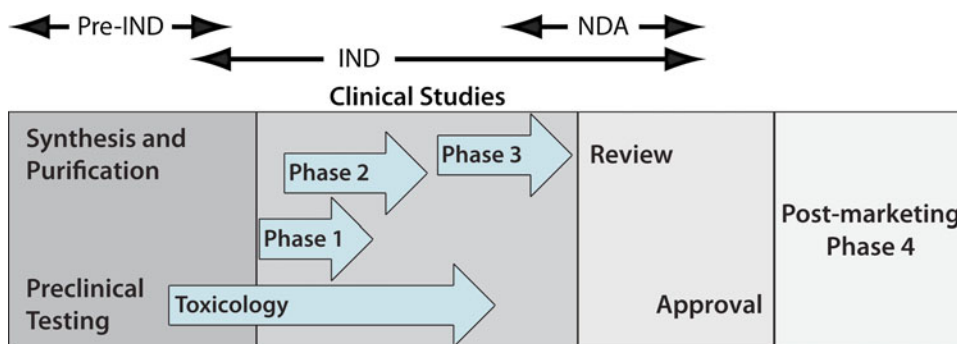 Pre-IND
NDA
IND
Clinical Studies
Synthesis and
Purification
Phase 2
Phase 3
Review
Phase 1
Post-marketing
Phase 4
Preclinical
Testing
Toxicology
Approval